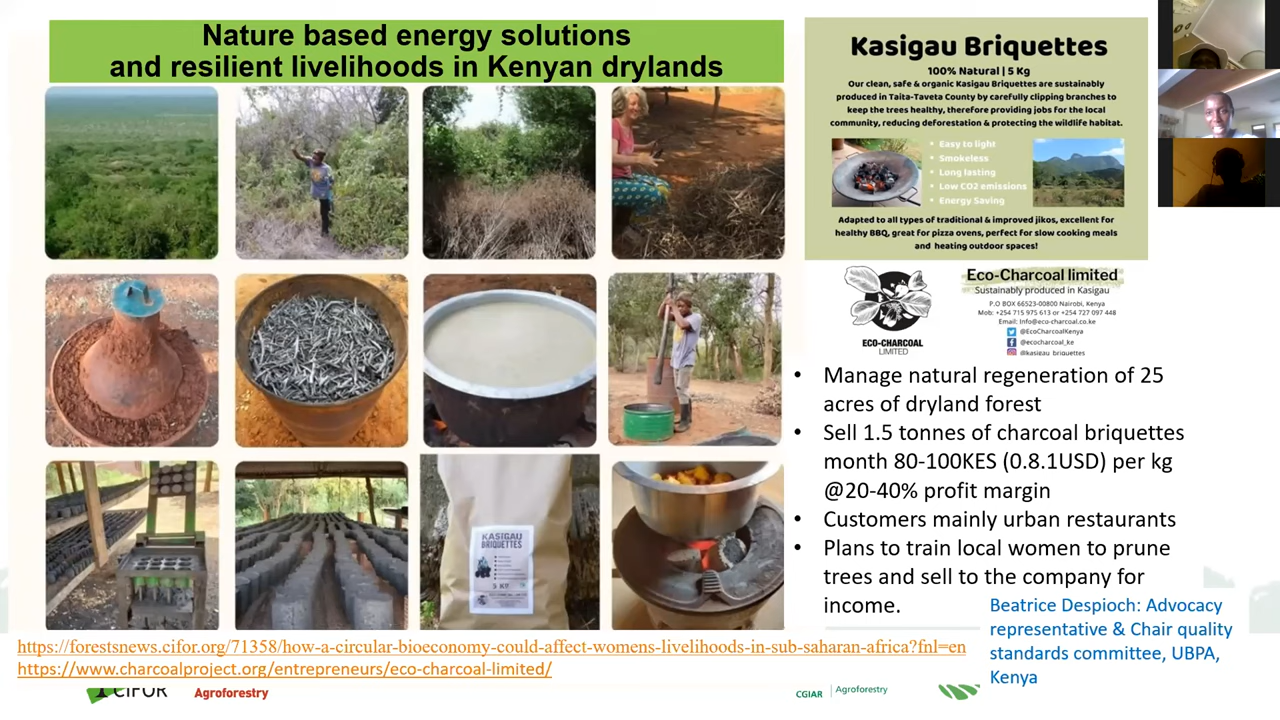 Nature based energy solutions
and resilient livelihoods in Kenyan drylands
Kasigau Briquettes
100% Natural | 5 Kg
Our clean, safe & organic Kasigau Briquettes are sustainably
produced in Taita-Taveta County by carefully clipping branches to
keep the trees healthy, therefore providing jobs for the local
community, reducing deforestation & protecting the wildlife habitat.
• Easy to light
• Smokeless
• Long lasting
• Low CO2 emissions
• Energy Saving
Adapted to all types of traditional & improved jikos, excellent for
healthy BBQ, great for pizza ovens, perfect for slow cooking meals
and heating outdoor spaces!
ECO-CHARCOAL
LIMITED
Eco-Charcoal limited
Sustainably produced in Kasigau
P.O BOX 66523-00800 Nairobi, Kenya
Mob: +254 715 975 613 or +254 727 097 448
Email: Info@eco-charcoal.co.ke
@EcoCharcoalKenya
@ecocharcoal_ke
@kasigau_briquettes
• Manage natural regeneration of 25
acres of dryland forest
• Sell 1.5 tonnes of charcoal briquettes
month 80-100KES (0.8.1USD) per kg
@20-40% profit margin
• Customers mainly urban restaurants
• Plans to train local women to prune
trees and sell to the company for
income.
KASIGAU
BRIQUETTES
5 KG
Beatrice Despioch: Advocacy
representative & Chair quality
standards committee, UBPA,
Kenya
https://forestsnews.cifor.org/71358/how-a-circular-bioeconomy-could-affect-womens-livelihoods-in-sub-saharan-africa?fnl=en
https://www.charcoalproject.org/entrepreneurs/eco-charcoal-limited/
CIFOR
Agroforestry
CGIAR
Agroforestry